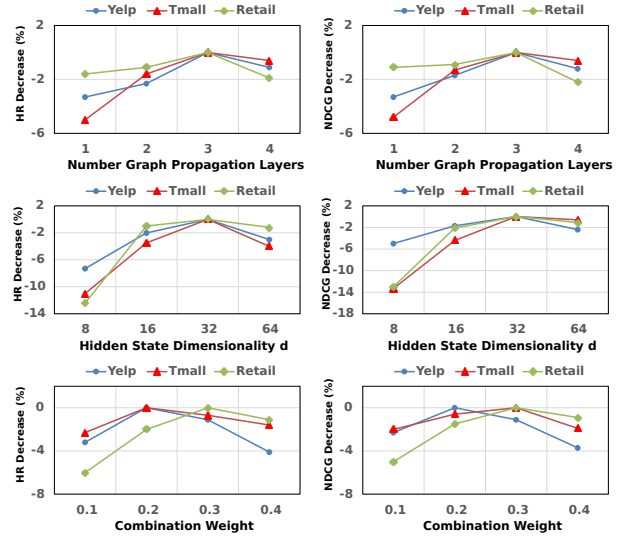 Yelp Tmall Retail
HR Decrease (%)
2
-2
-6
1 2 3 4
Number Graph Propagation Layers
Yelp Tmall Retail
NDCG Decrease (%)
2
-2
-6
1 2 3 4
Number Graph Propagation Layers
Yelp Tmall Retail
HR Decrease (%)
2
-2
-6
-10
-14
8 16 32 64
Hidden State Dimensionality d
Yelp Tmall Retail
NDCG Decrease (%)
2
-2
-6
-10
-14
-18
8 16 32 64
Hidden State Dimensionality d
Yelp Tmall Retail
HR Decrease (%)
0
-4
-8
0.1 0.2 0.3 0.4
Combination Weight
Yelp Tmall Retail
NDCG Decrease (%)
0
-4
-8
0.1 0.2 0.3 0.4
Combination Weight